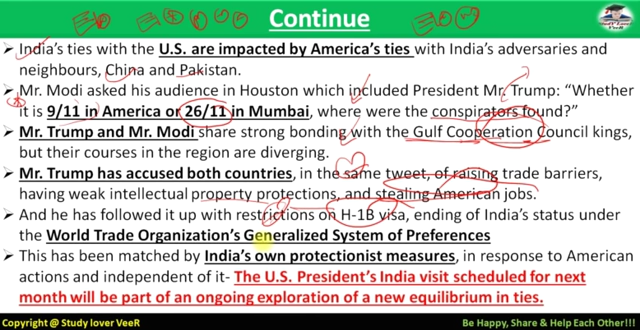 Continue
➢ India's ties with the U.S. are impacted by America's ties with India's adversaries and
neighbours, China and Pakistan.
➢ Mr. Modi asked his audience in Houston which included President Mr. Trump: "Whether
it is 9/11 in America or 26/11 in Mumbai, where were the conspirators found?"
➢ Mr. Trump and Mr. Modi share strong bonding with the Gulf Cooperation Council kings,
but their courses in the region are diverging.
➢ Mr. Trump has accused both countries, in the same tweet, of raising trade barriers,
having weak intellectual property protections, and stealing American jobs.
➢ And he has followed it up with restrictions on H-1B visa, ending of India's status under
the World Trade Organization's Generalized System of Preferences
➢ This has been matched by India's own protectionist measures, in response to American
actions and independent of it- The U.S. President's India visit scheduled for next
month will be part of an ongoing exploration of a new equilibrium in ties.
Copyright @ Study lover VeeR
Be Happy, Share & Help Each Other!!!